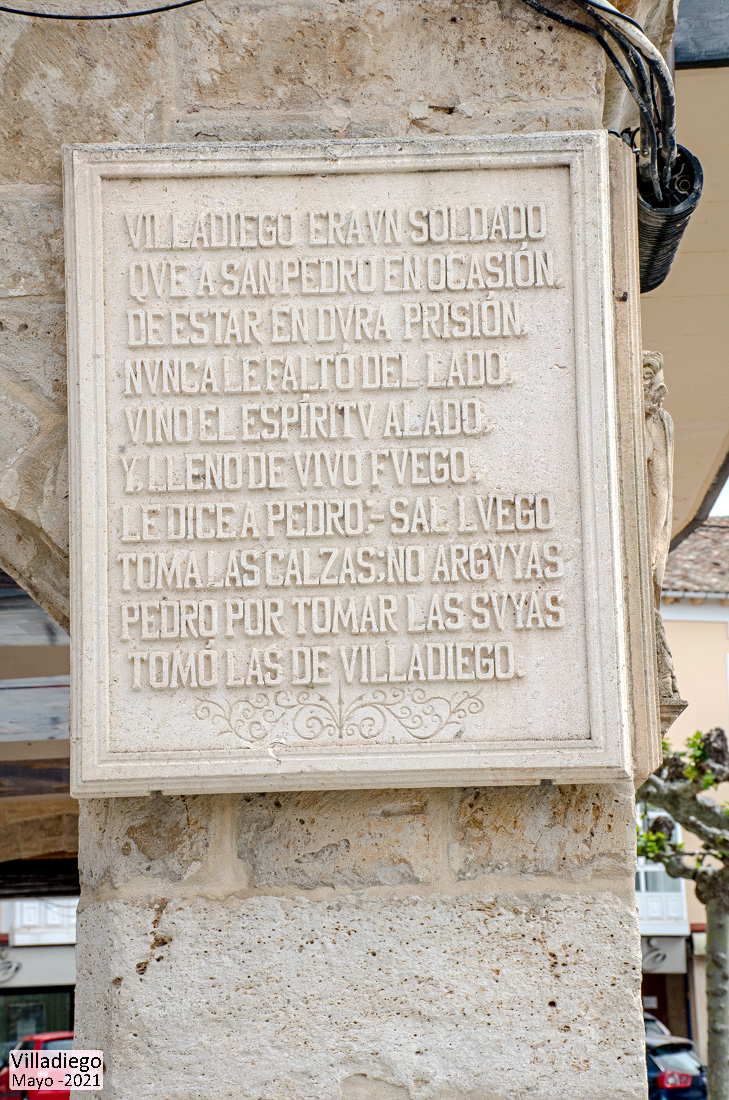 VILLADIEGO ERA VN SOLDADO
QVE A SAN PEDRO EN OCASIÓN
DE ESTAR EN DVRA PRISIÓN.
NVNCA LE FALTÓ DEL LADO.
VINO EL ESPÍRITV ALADO.
Y LLENO DE VIVO FVEGO.
LE DICE A PEDRO:-SAL LVEGO
TOMA LAS CALZAS; NO ARGVYAS
PEDRO POR TOMAR LAS SVYAS
TOMÓ LAS DE VILLADIEGO.
Villadiego
Mayo -2021